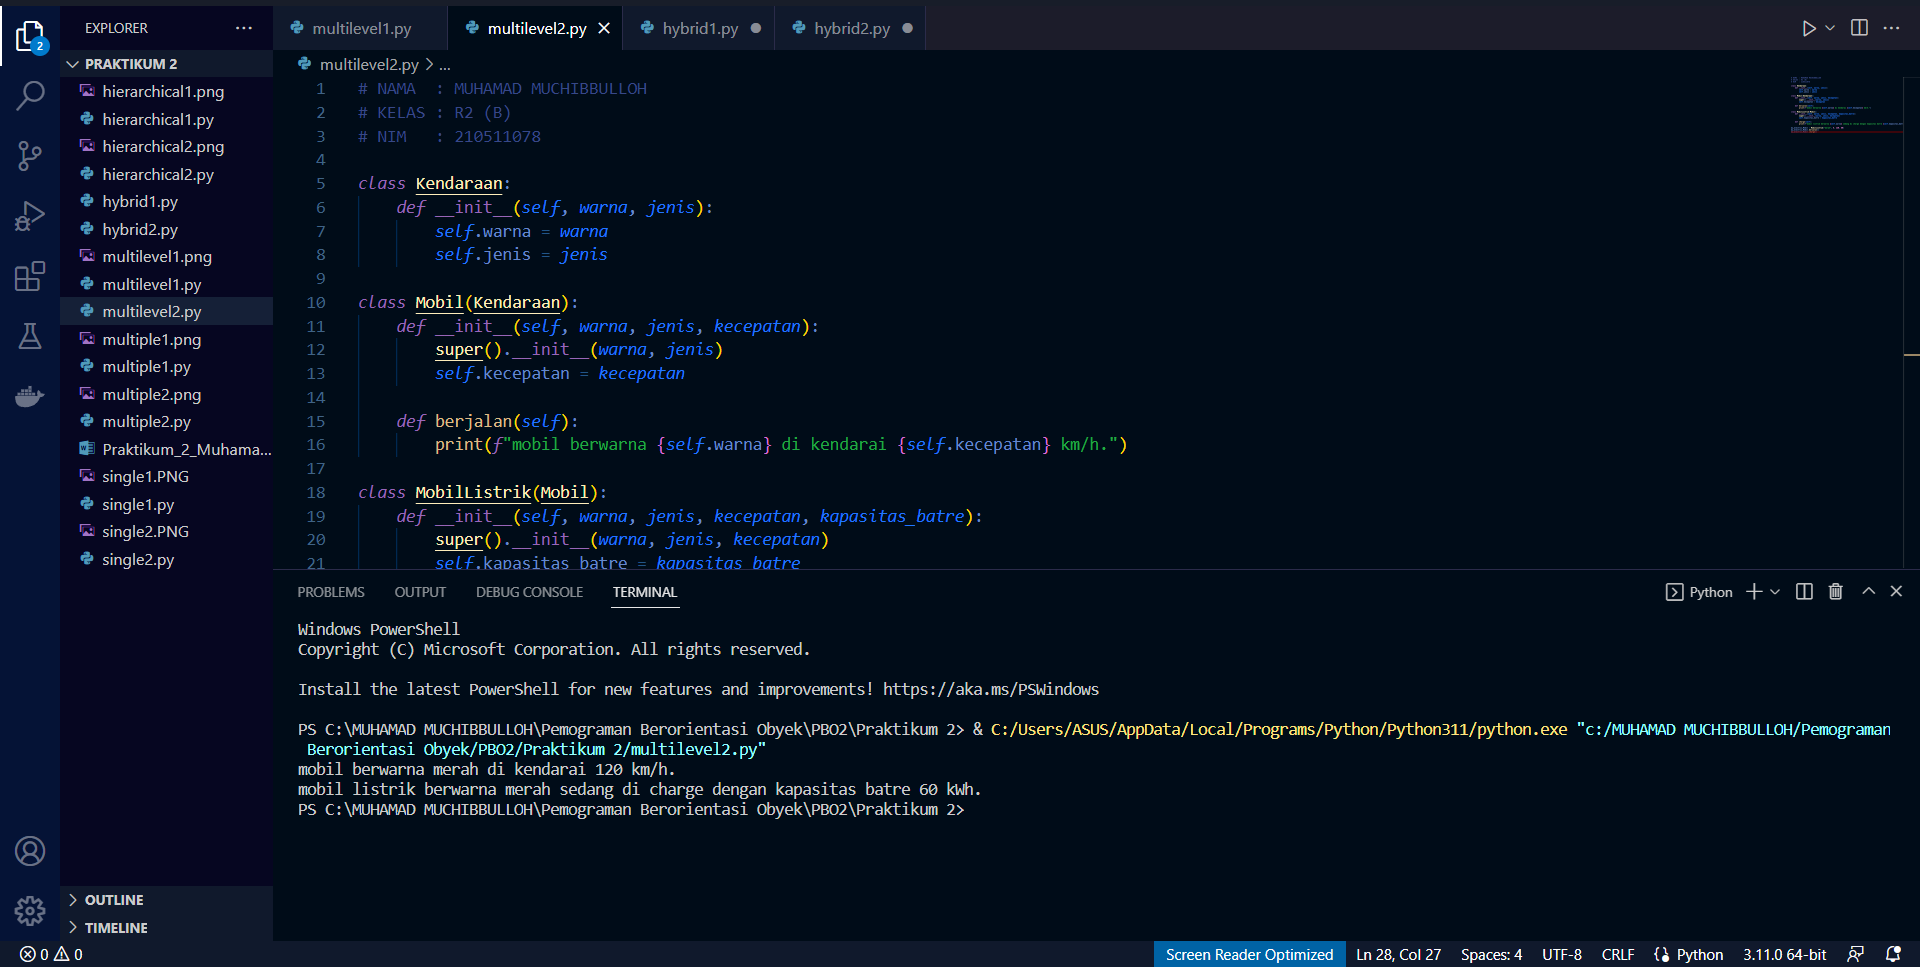 EXPLORER
PRAKTIKUM 2
hierarchical1.png
hierarchical1.py
hierarchical2.png
hierarchical2.py
hybrid1.py
hybrid2.py
multilevel1.png
multilevel1.py
multilevel2.py
multiple1.png
multiple1.py
multiple2.png
multiple2.py
Praktikum_2_Muhama...
single1.PNG
single1.py
single2.PNG
single2.py
OUTLINE
TIMELINE
2
multilevel1.py multilevel2.py hybrid1.py hybrid2.py
multilevel2.py > ...
1 # NAMA  : MUHAMAD MUCHIBBULLOH
2 # KELAS : R2 (B)
3 # NIM   : 210511078
4
5 class Kendaraan:
6     def __init__(self, warna, jenis):
7         self.warna = warna
8         self.jenis = jenis
9
10 class Mobil(Kendaraan):
11     def __init__(self, warna, jenis, kecepatan):
12         super().__init__(warna, jenis)
13         self.kecepatan = kecepatan
14
15     def berjalan(self):
16         print(f"mobil berwarna {self.warna} di kendarai {self.kecepatan} km/h.")
17
18 class MobilListrik(Mobil):
19     def __init__(self, warna, jenis, kecepatan, kapasitas_batre):
20         super().__init__(warna, jenis, kecepatan)
21         self.kapasitas_batre = kapasitas_batre
PROBLEMS OUTPUT DEBUG CONSOLE TERMINAL Python
Windows PowerShell
Copyright (C) Microsoft Corporation. All rights reserved.
Install the latest PowerShell for new features and improvements! https://aka.ms/PSWindows
PS C:\MUHAMAD MUCHIBBULLOH\Pemograman Berorientasi Obyek\PBO2\Praktikum 2> & C:/Users/ASUS/AppData/Local/Programs/Python/Python311/python.exe "c:/MUHAMAD MUCHIBBULLOH/Pemograman
 Berorientasi Obyek/PBO2/Praktikum 2/multilevel2.py"
mobil berwarna merah di kendarai 120 km/h.
mobil listrik berwarna merah sedang di charge dengan kapasitas batre 60 kWh.
PS C:\MUHAMAD MUCHIBBULLOH\Pemograman Berorientasi Obyek\PBO2\Praktikum 2>
0 0 Screen Reader Optimized Ln 28, Col 27 Spaces: 4 UTF-8 CRLF Python 3.11.0 64-bit